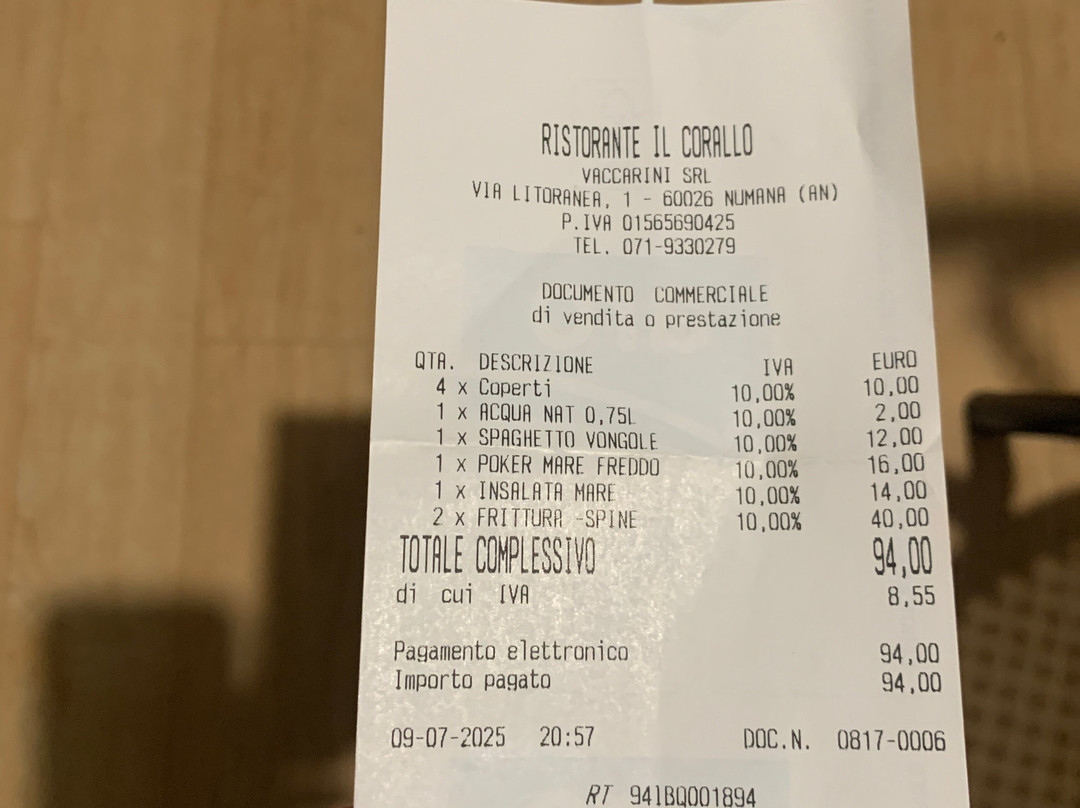 RISTORANTE IL CORALLO
VACCARINI SRL
VIA LITORANEA, 1 - 60026 NUMANA (AN)
P.IVA 01565690425
TEL. 071-9330279
DOCUMENTO COMMERCIALE
di vendita o prestazione
QTA. DESCRIZIONE IVA EURO
4 x Coperti 10,00% 10,00
1 x ACQUA NAT 0,75L 10,00% 2,00
1 x SPAGHETTO VONGOLE 10,00% 12,00
1 x POKER MARE FREDDO 10,00% 16,00
1 x INSALATA MARE 10,00% 14,00
2 x FRITTURA -SPINE 10,00% 40,00
TOTALE COMPLESSIVO 94,00
di cui IVA 8,55
Pagamento elettronico 94,00
Importo pagato 94,00
09-07-2025 20:57 DOC.N. 0817-0006
RT 941BQ001894